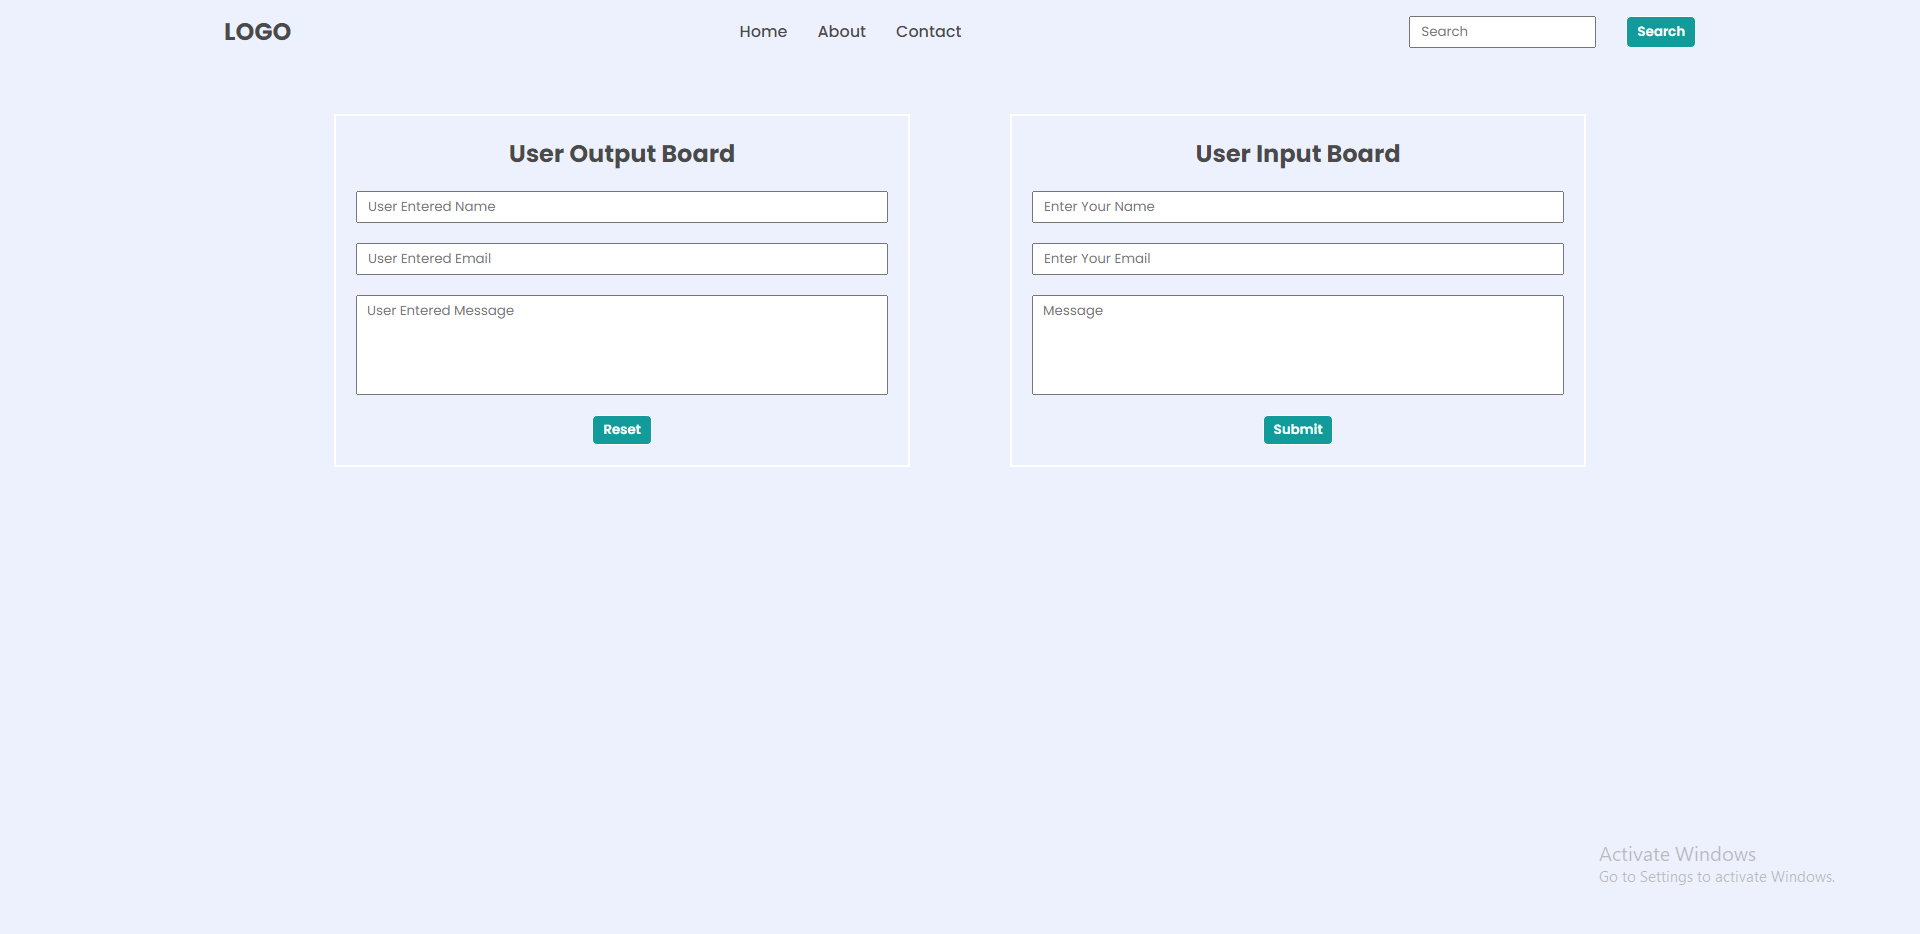 LOGO
Home About Contact
Search
Search
User Output Board
User Entered Name
User Entered Email
User Entered Message
Reset
User Input Board
Enter Your Name
Enter Your Email
Message
Submit
Activate Windows
Go to Settings to activate Windows.